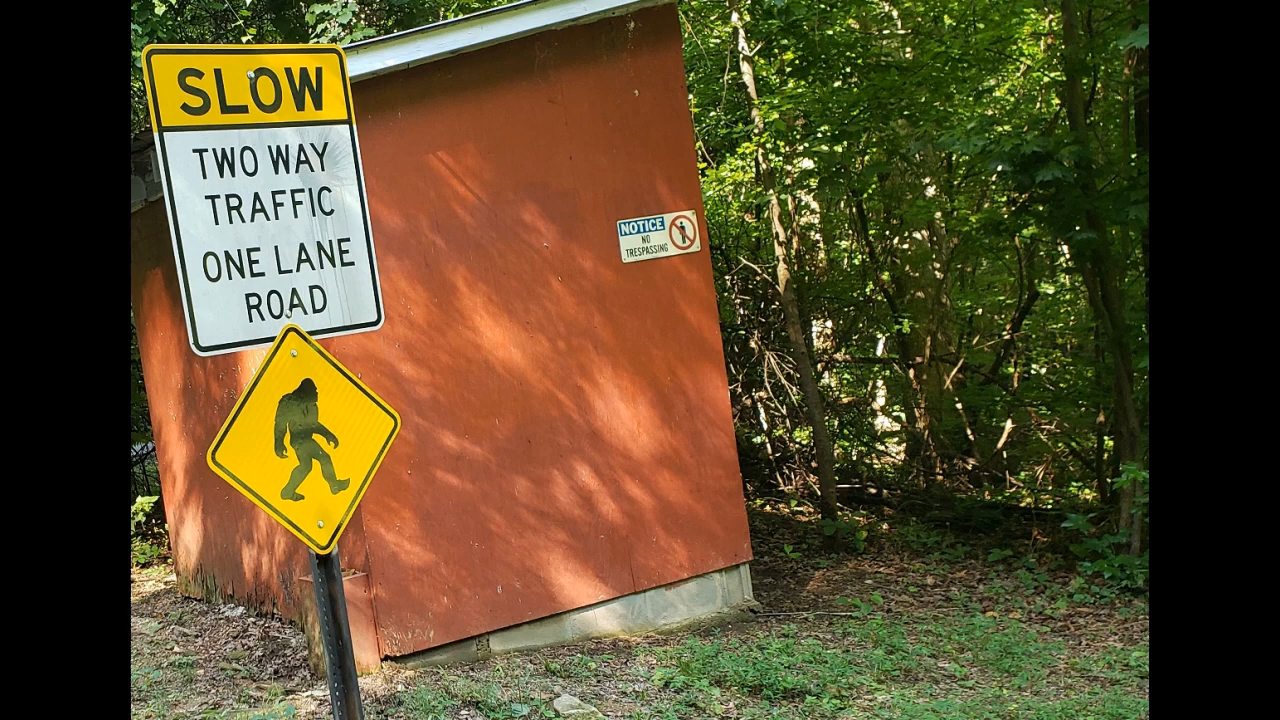 SLOW
TWO WAY
TRAFFIC
ONE LANE
ROAD
NOTICE
NO
TRESPASSING